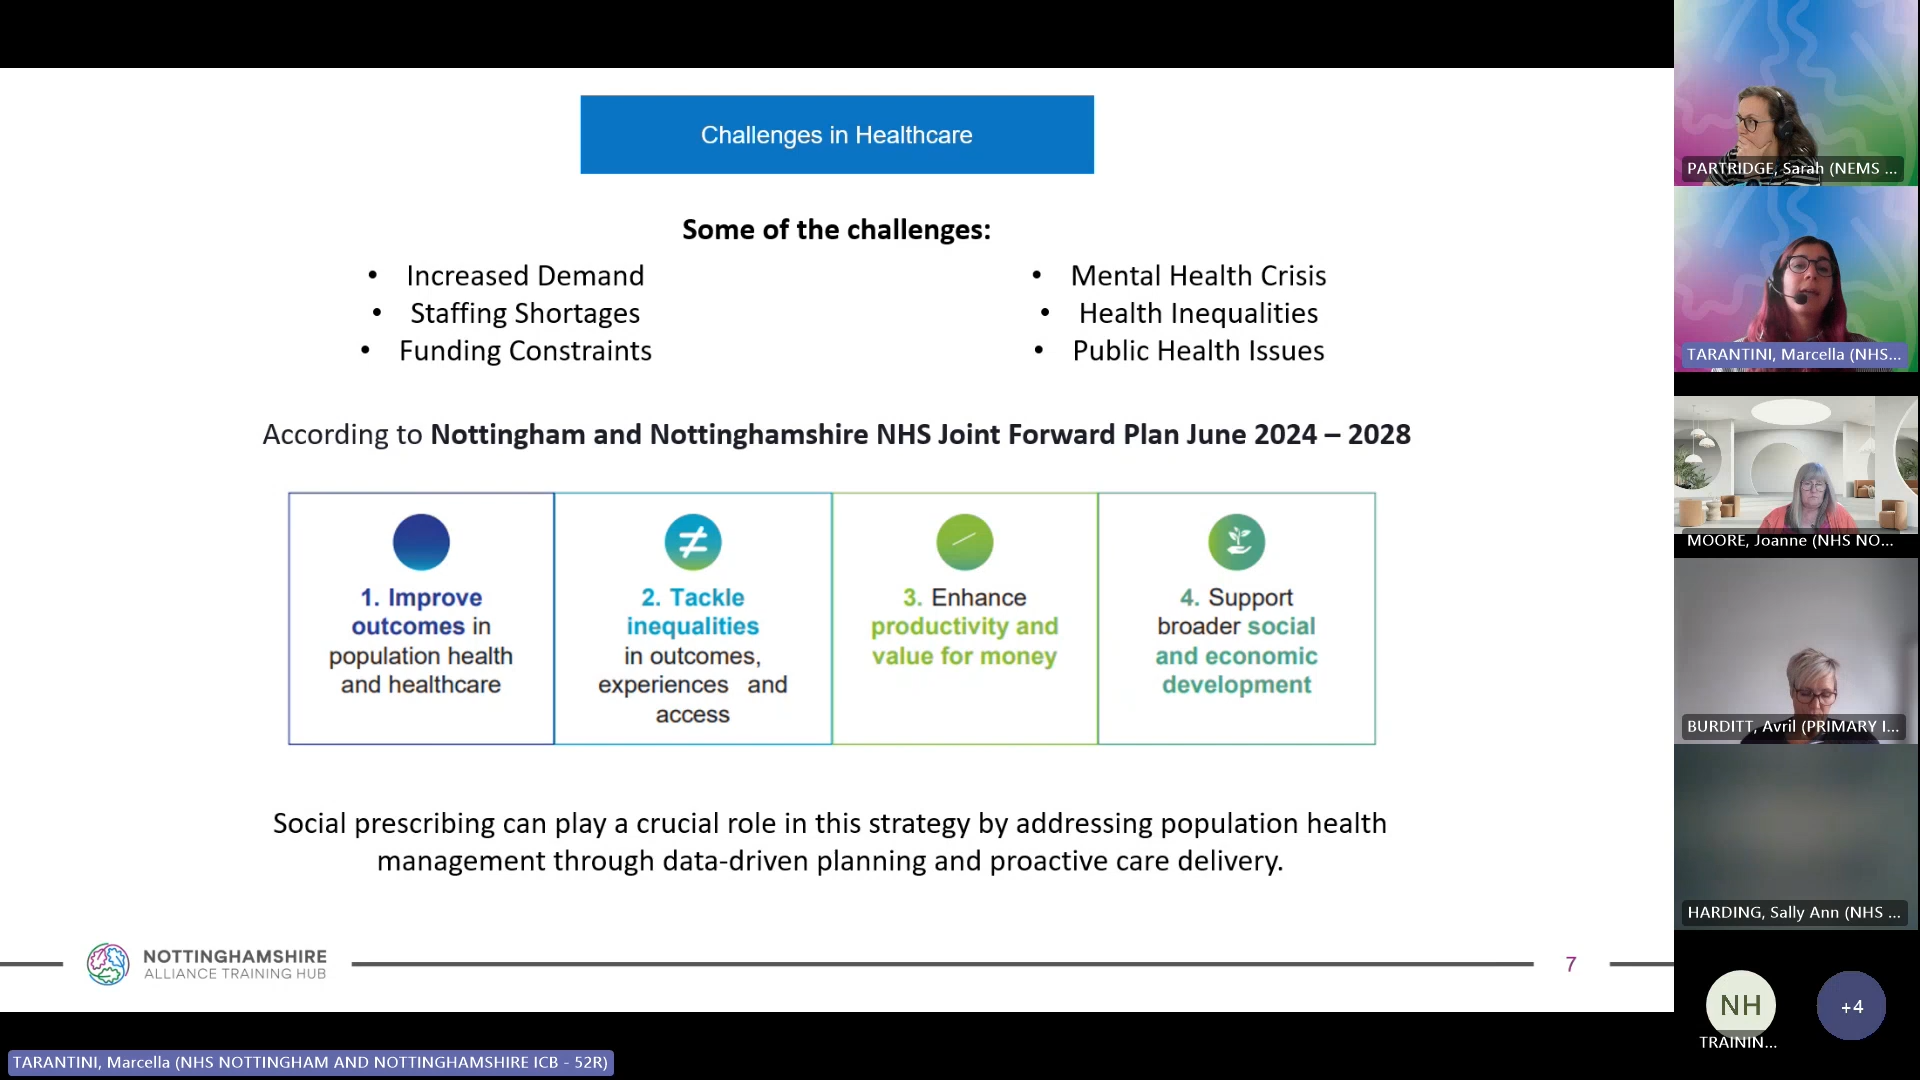 Challenges in Healthcare
Some of the challenges:
• Increased Demand
• Staffing Shortages
• Funding Constraints
• Mental Health Crisis
• Health Inequalities
• Public Health Issues
According to Nottingham and Nottinghamshire NHS Joint Forward Plan June 2024 – 2028
1. Improve
outcomes in
population health
and healthcare
≠
2. Tackle
inequalities
in outcomes,
experiences and
access
3. Enhance
productivity and
value for money
4. Support
broader social
and economic
development
Social prescribing can play a crucial role in this strategy by addressing population health
management through data-driven planning and proactive care delivery.
NOTTINGHAMSHIRE
ALLIANCE TRAINING HUB
7
PARTRIDGE, Sarah (NEMS ...
TARANTINI, Marcella (NHS...
MOORE, Joanne (NHS NO...
BURDITT, Avril (PRIMARY I...
HARDING, Sally Ann (NHS ...
NH
TRAININ...
+4
TARANTINI, Marcella (NHS NOTTINGHAM AND NOTTINGHAMSHIRE ICB - 52R)